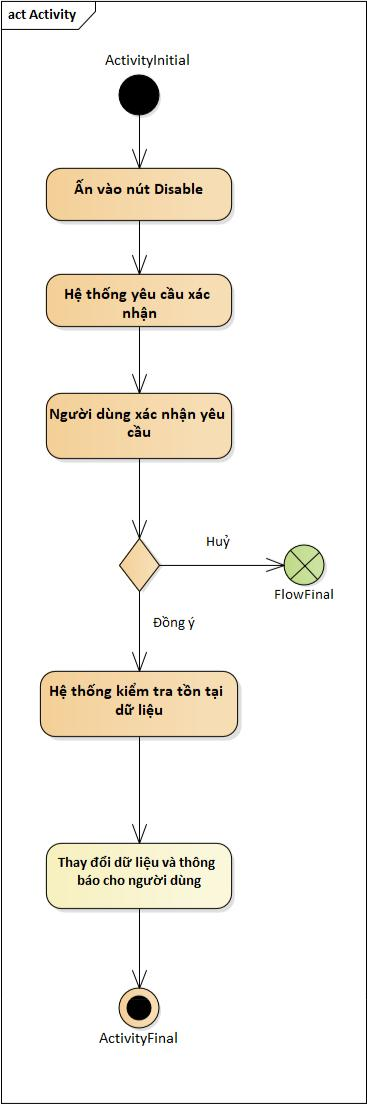 act Activity
ActivityInitial
Ấn vào nút Disable
Hệ thống yêu cầu xác
nhận
Người dùng xác nhận yêu
cầu
Huỷ
FlowFinal
Đồng ý
Hệ thống kiểm tra tồn tại
dữ liệu
Thay đổi dữ liệu và thông
báo cho người dùng
ActivityFinal